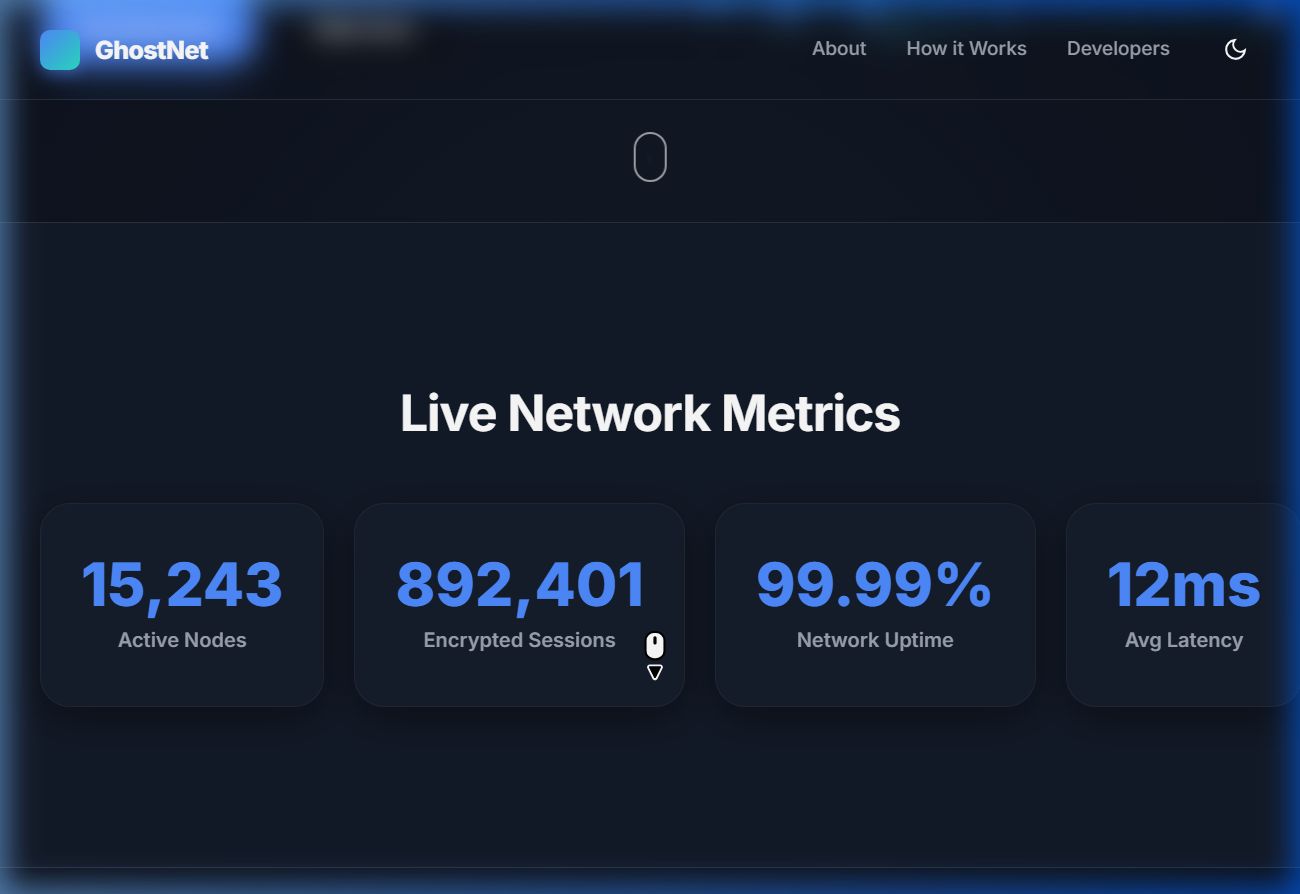 GhostNet
About
How it Works
Developers
Live Network Metrics
15,243
Active Nodes
892,401
Encrypted Sessions
99.99%
Network Uptime
12ms
Avg Latency